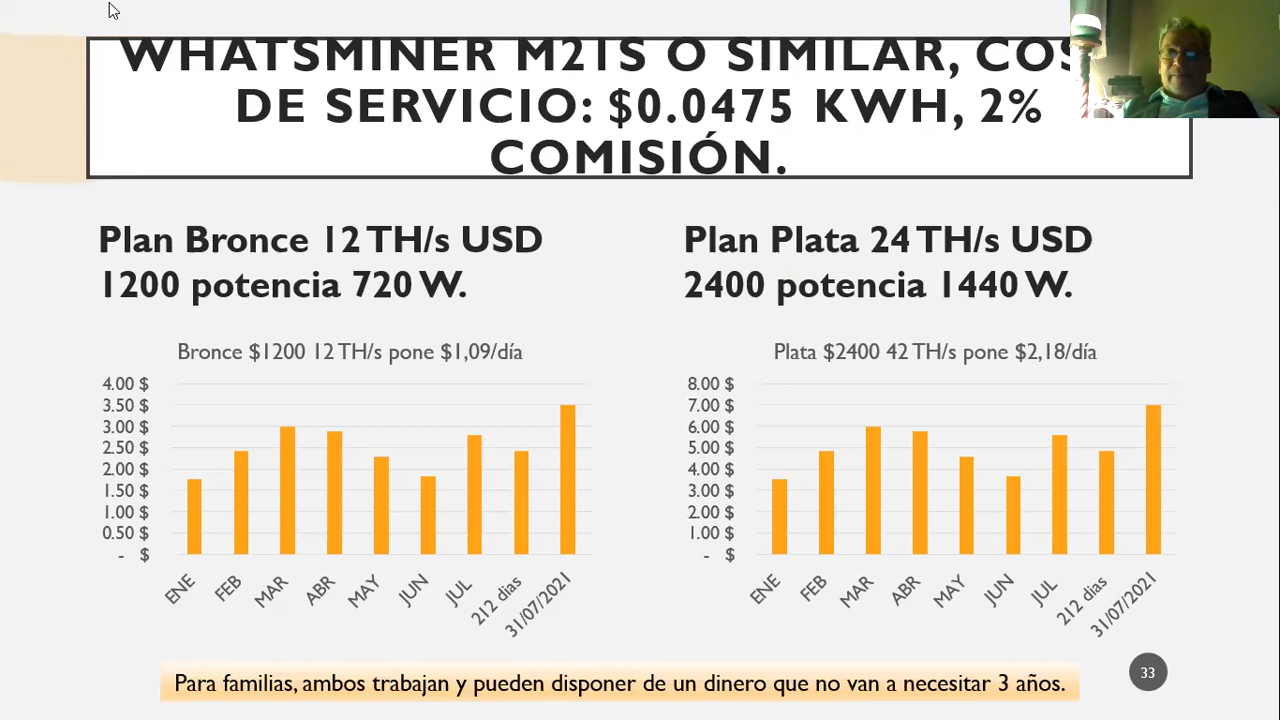 WHATSMINER M21S O SIMILAR,
DE SERVICIO: $0.0475 KWH, 2%
COMISIÓN.
Plan Bronce 12 TH/s USD
1200 potencia 720 W.
Bronce $1200 12 TH/s pone $1,09/día
4.00 $
3.50 $
3.00 $
2.50 $
2.00 $
1.50 $
1.00 $
0.50 $
- $
ENE
FEB
MAR
ABR
MAY
JUN
JUL
212 dias
31/07/2021
Plan Plata 24 TH/s USD
2400 potencia 1440 W.
Plata $2400 42 TH/s pone $2,18/día
8.00 $
7.00 $
6.00 $
5.00 $
4.00 $
3.00 $
2.00 $
1.00 $
- $
ENE
FEB
MAR
ABR
MAY
JUN
JUL
212 dias
31/07/2021
Para familias, ambos trabajan y pueden disponer de un dinero que no van a necesitar 3 años.
33